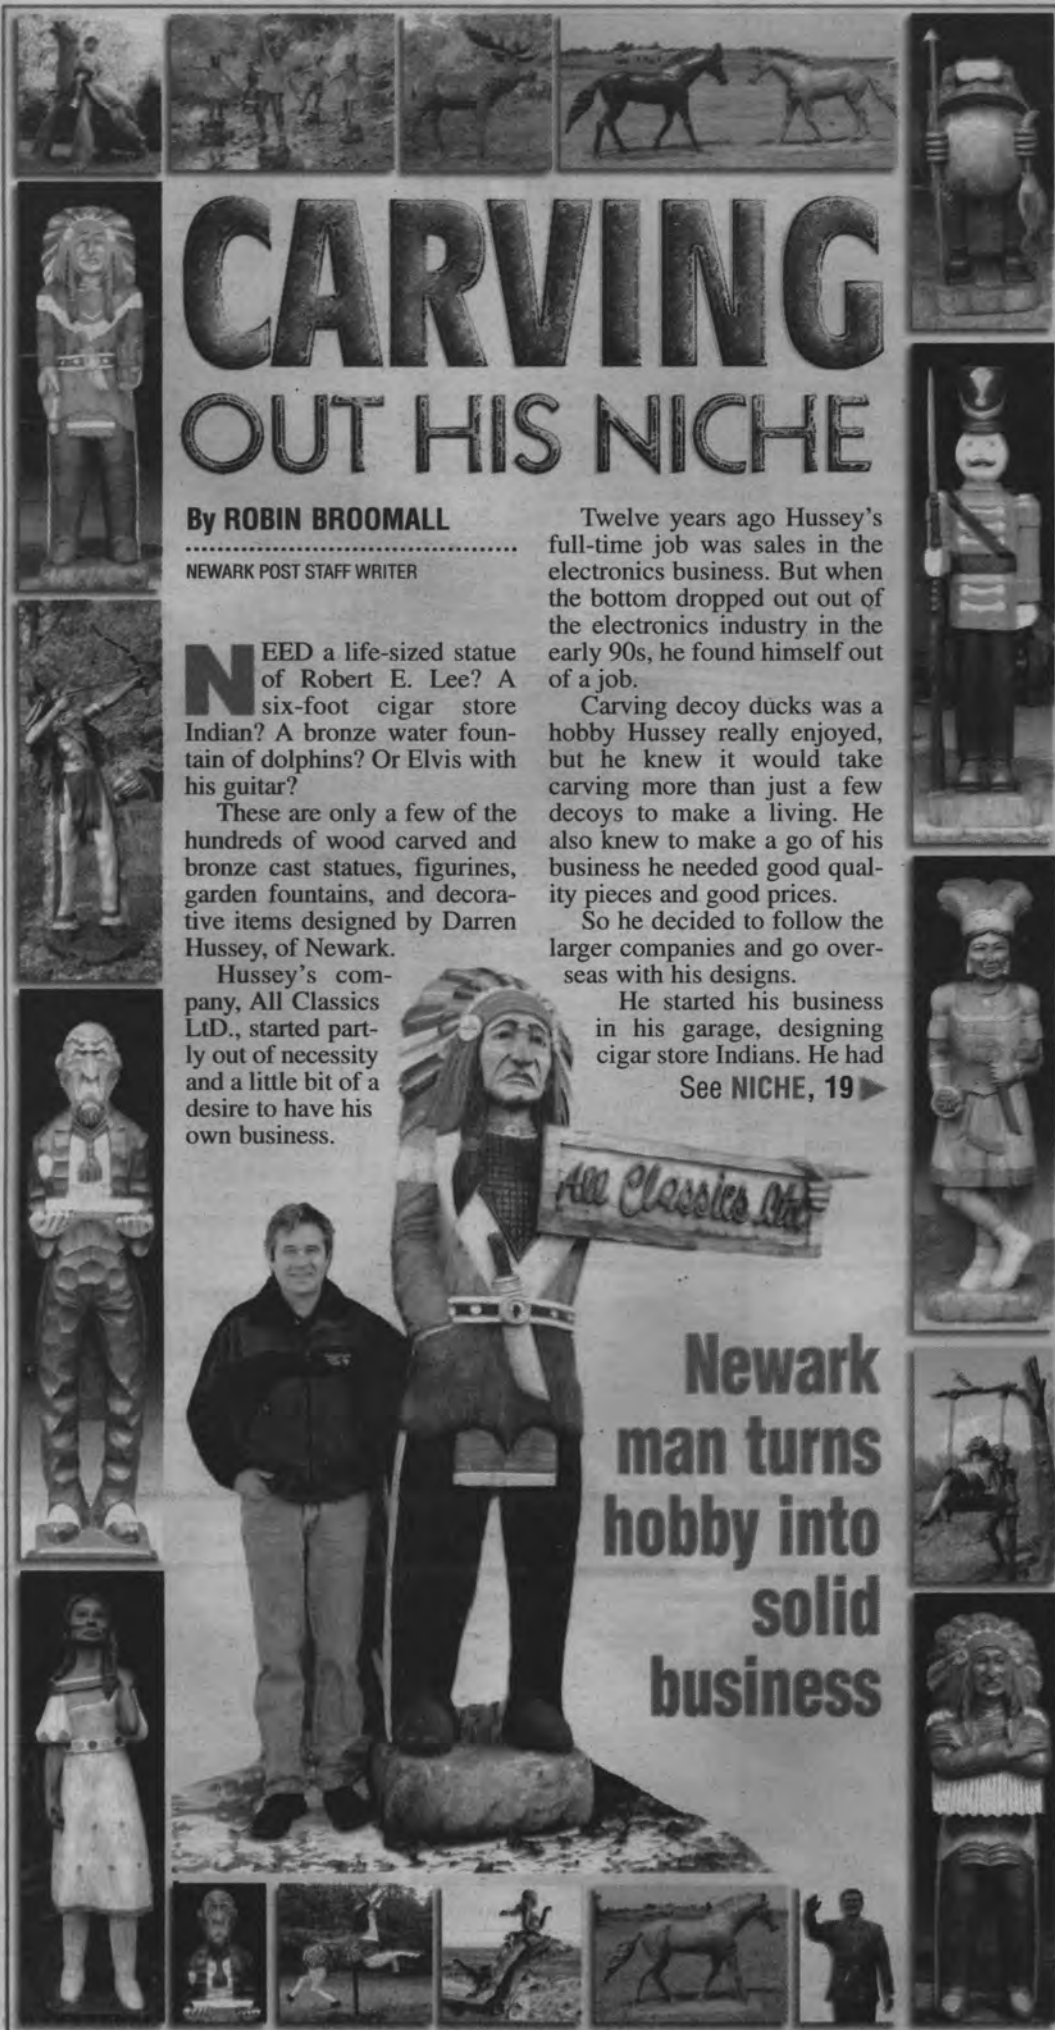 CARVING
OUT HIS NICHE
By ROBIN BROOMALL
NEWARK POST STAFF WRITER
NEED a life-sized statue
of Robert E. Lee? A
six-foot cigar store
Indian? A bronze water foun-
tain of dolphins? Or Elvis with
his guitar?
These are only a few of the
hundreds of wood carved and
bronze cast statues, figurines,
garden fountains, and decora-
tive items designed by Darren
Hussey, of Newark.
Hussey's com-
pany, All Classics
LtD., started part-
ly out of necessity
and a little bit of a
desire to have his
own business.
Twelve years ago Hussey's
full-time job was sales in the
electronics business. But when
the bottom dropped out out of
the electronics industry in the
early 90s, he found himself out
of a job.
Carving decoy ducks was a
hobby Hussey really enjoyed,
but he knew it would take
carving more than just a few
decoys to make a living. He
also knew to make a go of his
business he needed good qual-
ity pieces and good prices.
So he decided to follow the
larger companies and go over-
seas with his designs.
He started his business
in his garage, designing
cigar store Indians. He had
See NICHE, 19
All Classics Ltd.
Newark
man turns
hobby into
solid
business